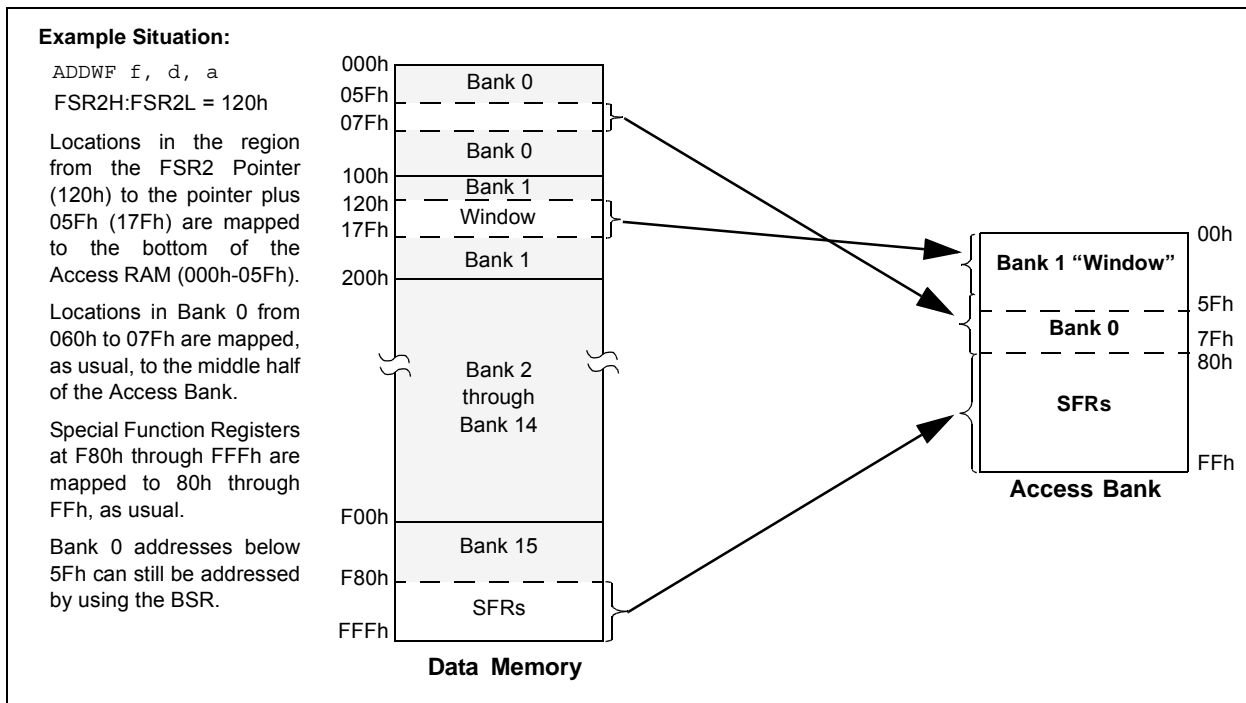 Example Situation:
ADDWF f, d, a
FSR2H:FSR2L = 120h
Locations in the region
from the FSR2 Pointer
(120h) to the pointer plus
05Fh (17Fh) are mapped
to the bottom of the
Access RAM (000h-05Fh).
Locations in Bank 0 from
060h to 07Fh are mapped,
as usual, to the middle half
of the Access Bank.
Special Function Registers
at F80h through FFFh are
mapped to 80h through
FFh, as usual.
Bank 0 addresses below
5Fh can still be addressed
by using the BSR.
000h
Bank 0
05Fh
07Fh
Bank 0
100h
Bank 1
120h
Window
17Fh
Bank 1
200h
Bank 2
through
Bank 14
F00h
Bank 15
F80h
SFRs
FFFh
Data Memory
00h
Bank 1 “Window”
5Fh
Bank 0
7Fh
80h
SFRs
FFh
Access Bank